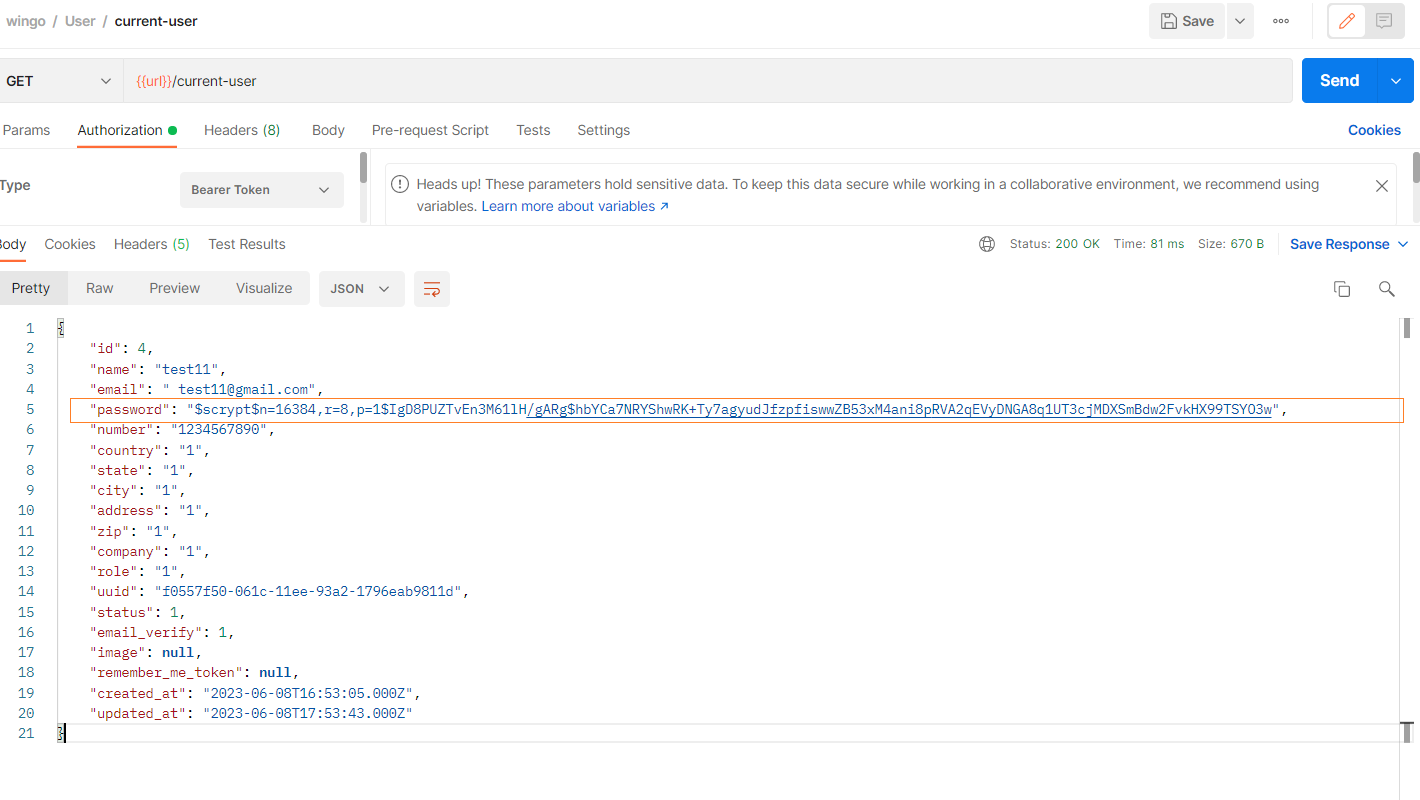 wingo / User / current-user
Save
GET
{{url}}/current-user
Send
Params Authorization Headers (8) Body Pre-request Script Tests Settings
Cookies
Type
Bearer Token
Heads up! These parameters hold sensitive data. To keep this data secure while working in a collaborative environment, we recommend using
variables. Learn more about variables ↗
Body Cookies Headers (5) Test Results
Status: 200 OK Time: 81 ms Size: 670 B
Save Response
Pretty Raw Preview Visualize JSON
1 {
2 "id": 4,
3 "name": "test11",
4 "email": " test11@gmail.com",
5 "password": "$scrypt$n=16384,r=8,p=1$IgD8PUZTvEn3M61lH/gARg$hbYCa7NRYShwRK+Ty7agyudJfzpfiswwZB53xM4ani8pRVA2qEVyDNGA8q1UT3cjMDXSmBdw2FvkHX99TSYO3w",
6 "number": "1234567890",
7 "country": "1",
8 "state": "1",
9 "city": "1",
10 "address": "1",
11 "zip": "1",
12 "company": "1",
13 "role": "1",
14 "uuid": "f0557f50-061c-11ee-93a2-1796eab9811d",
15 "status": 1,
16 "email_verify": 1,
17 "image": null,
18 "remember_me_token": null,
19 "created_at": "2023-06-08T16:53:05.000Z",
20 "updated_at": "2023-06-08T17:53:43.000Z"
21 }